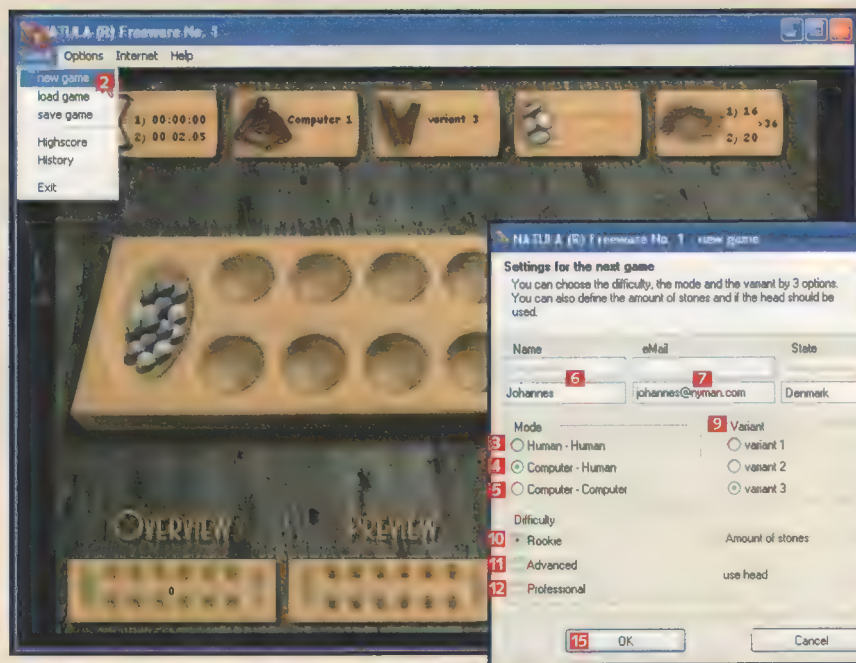 NATULA (R) Freeware No. 1
Options Internet Help
new game 2
load game
save game
Highscore
History
Exit
1) 00:00:00
2) 00 02.05
Computer 1
variant 3
1) 16
>36
2) 20
OVERVIEW
PREVIEW
0
NATULA (R) Freeware No. 1 new game
Settings for the next game
You can choose the difficulty, the mode and the variant by 3 options.
You can also define the amount of stones and if the head should be
used.
Name eMail State
6 7
Johannes johannes@nyman.com Denmark
Mode 9 Variant
3 Human - Human variant 1
4 Computer - Human variant 2
5 Computer - Computer variant 3
Difficulty
10 Rookie Amount of stones
11 Advanced use head
12 Professional
15 OK Cancel